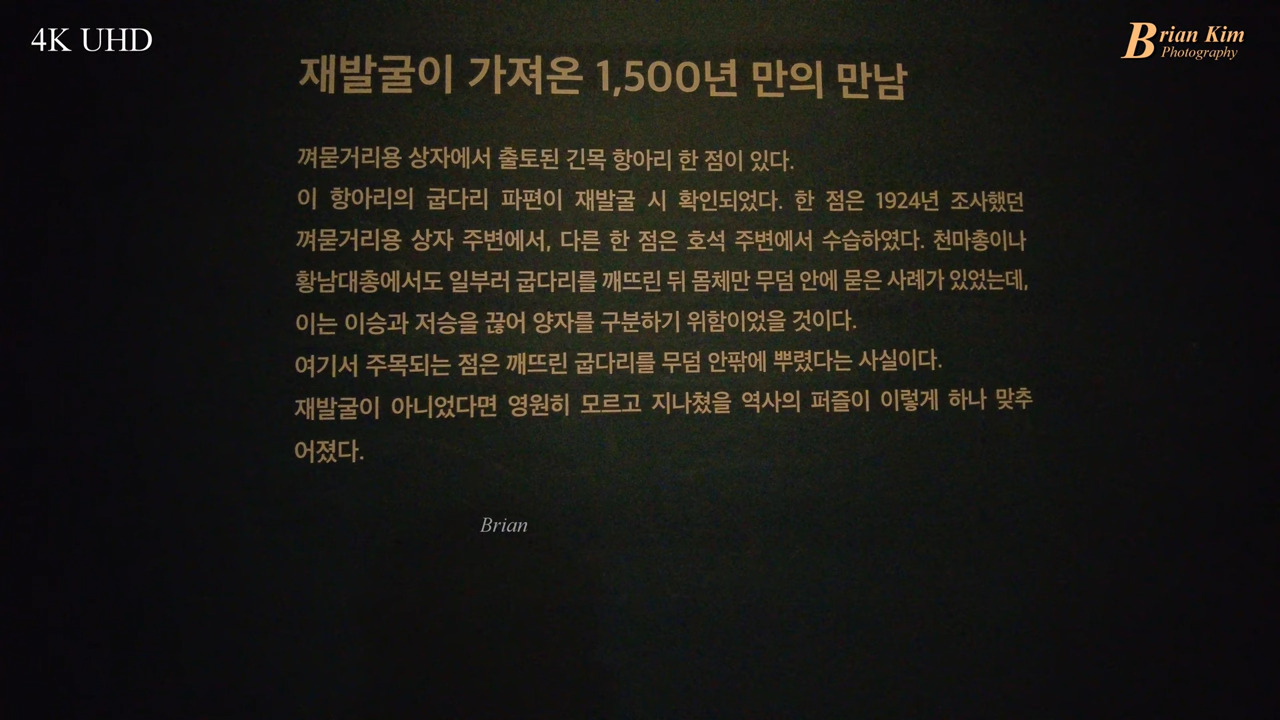 4K UHD
Brian Kim
Photography
재발굴이 가져온 1,500년 만의 만남
껴묻거리용 상자에서 출토된 긴목 항아리 한 점이 있다.
이 항아리의 굽다리 파편이 재발굴 시 확인되었다. 한 점은 1924년 조사했던
껴묻거리용 상자 주변에서, 다른 한 점은 호석 주변에서 수습하였다. 천마총이나
황남대총에서도 일부러 굽다리를 깨뜨린 뒤 몸체만 무덤 안에 묻은 사례가 있었는데,
이는 이승과 저승을 끊어 양자를 구분하기 위함이었을 것이다.
여기서 주목되는 점은 깨뜨린 굽다리를 무덤 안팎에 뿌렸다는 사실이다.
재발굴이 아니었다면 영원히 모르고 지나쳤을 역사의 퍼즐이 이렇게 하나 맞추
어졌다.
Brian